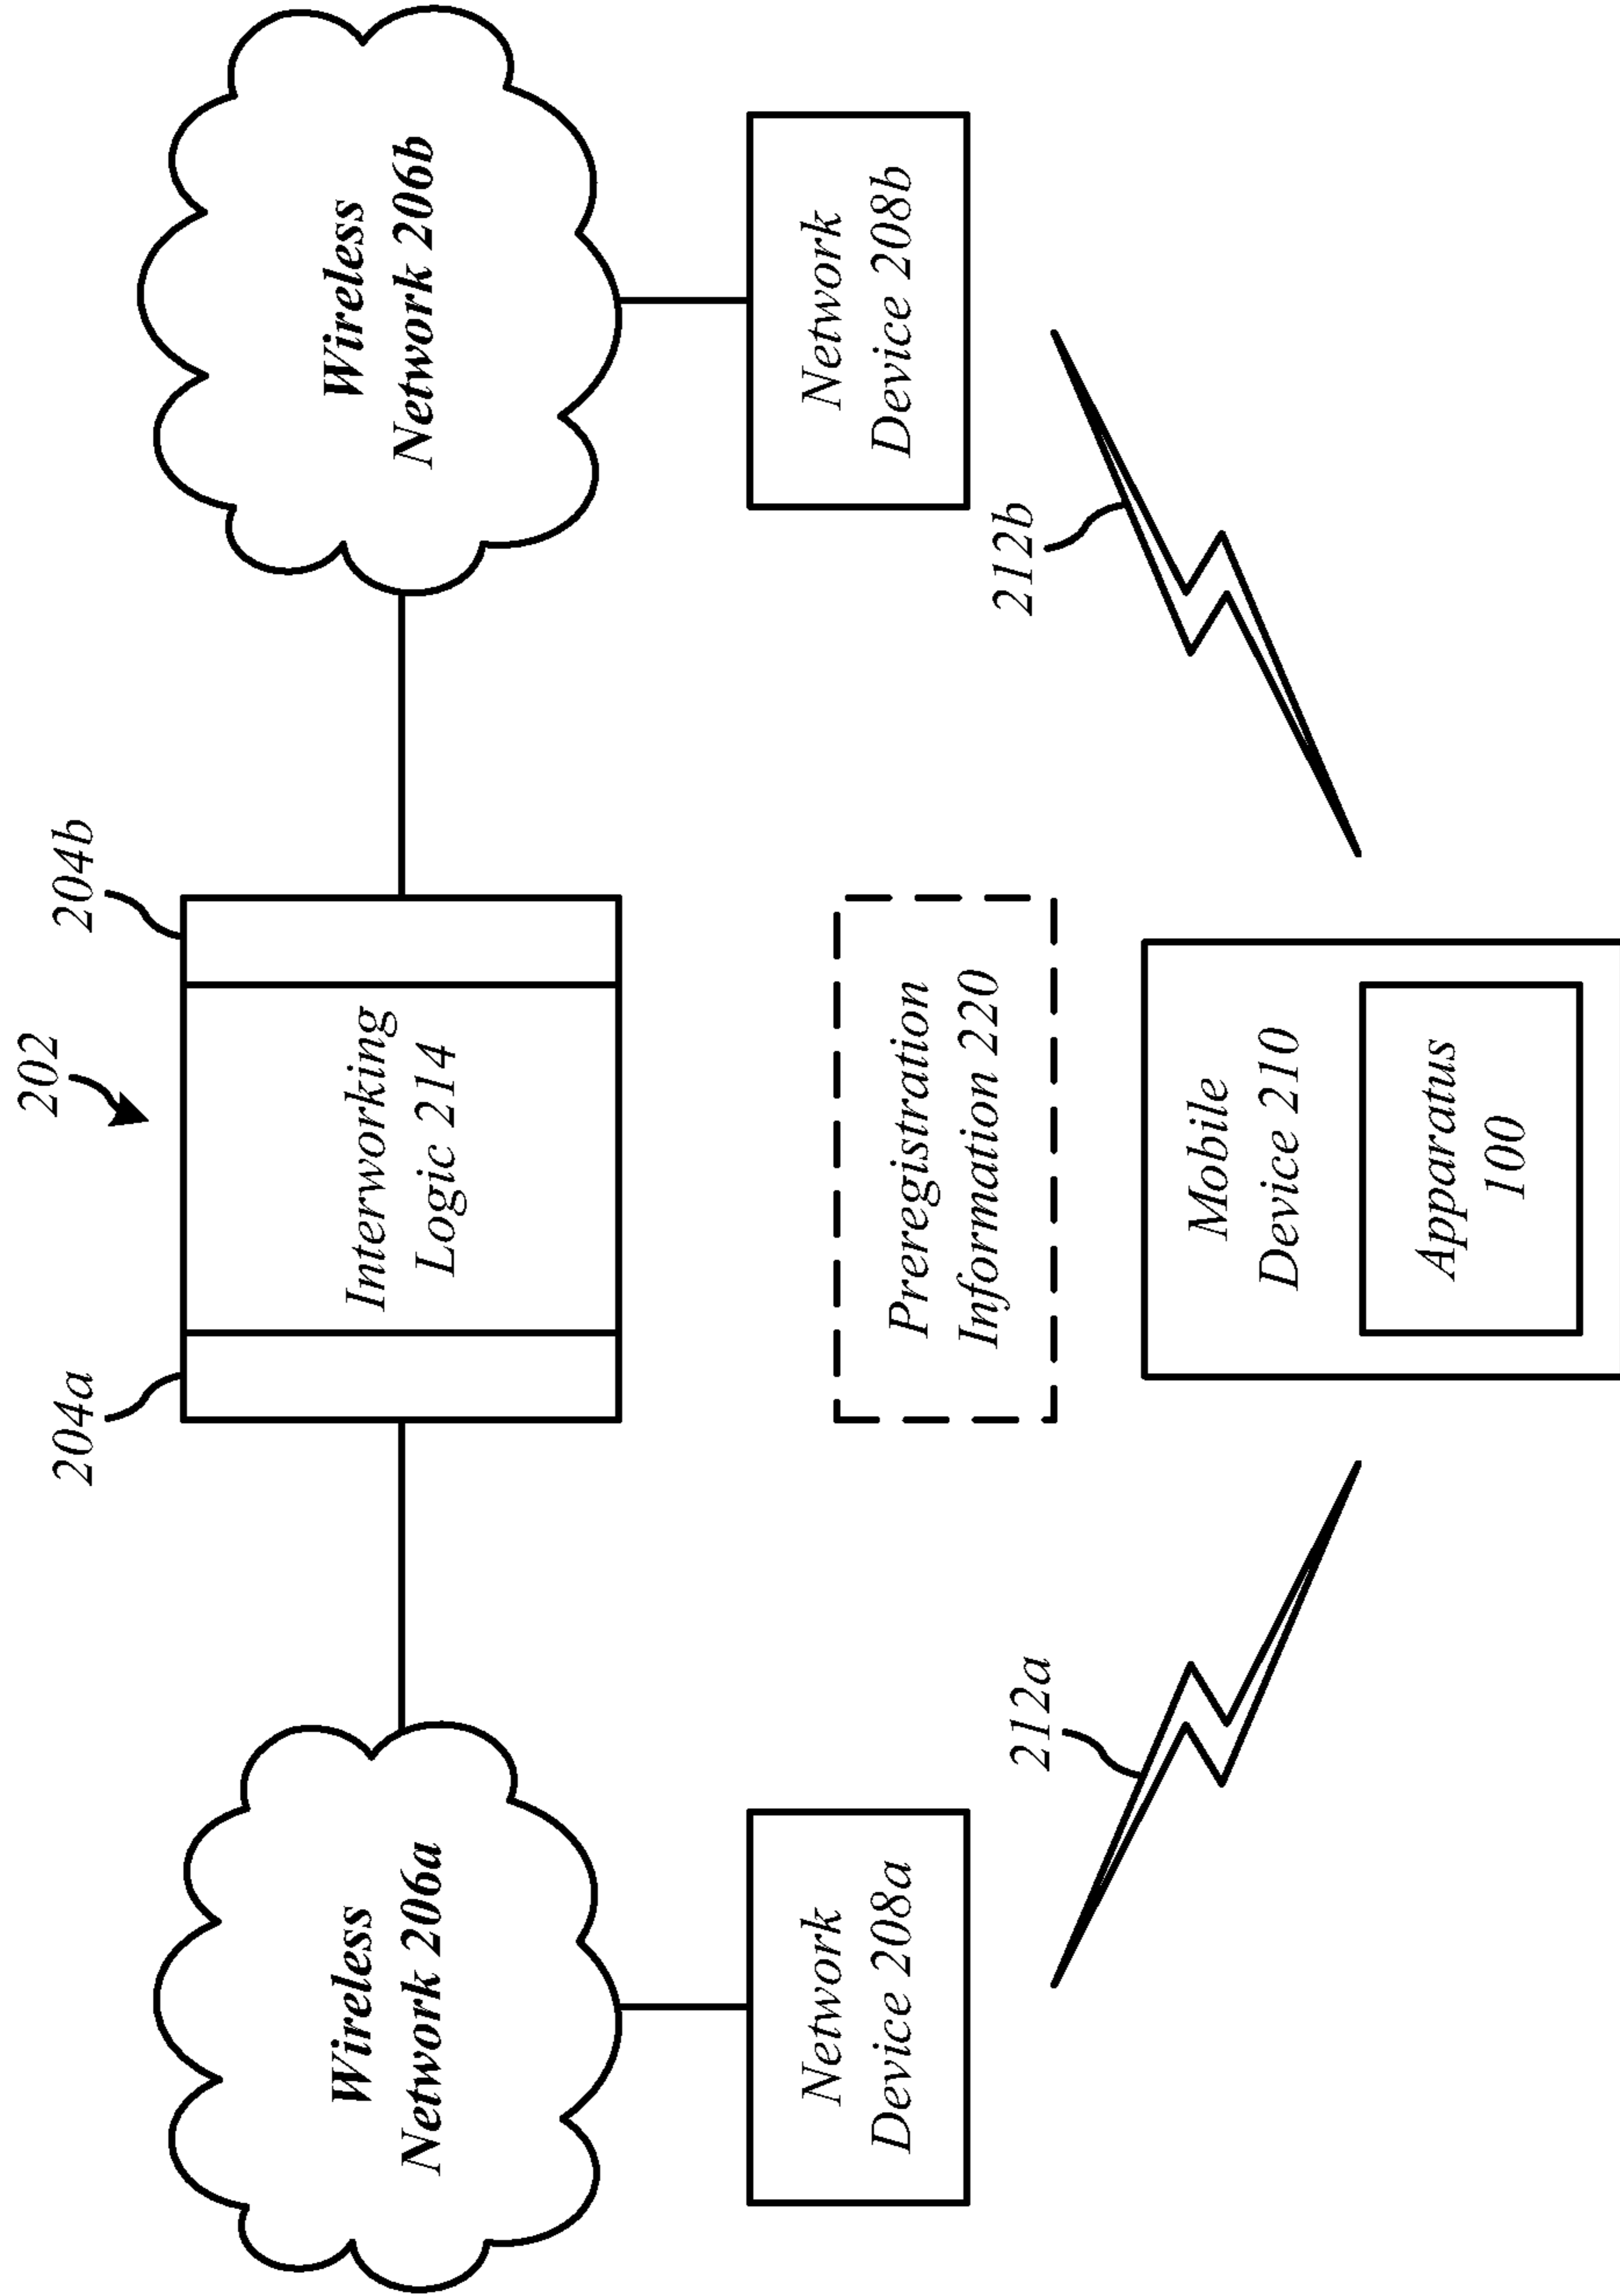 202
204a
204b
Interworking
Logic 214
Wireless
Network 206a
Wireless
Network 206b
Network
Device 208a
Preregistration
Information 220
Network
Device 208b
212a
212b
Mobile
Device 210
Apparatus
100